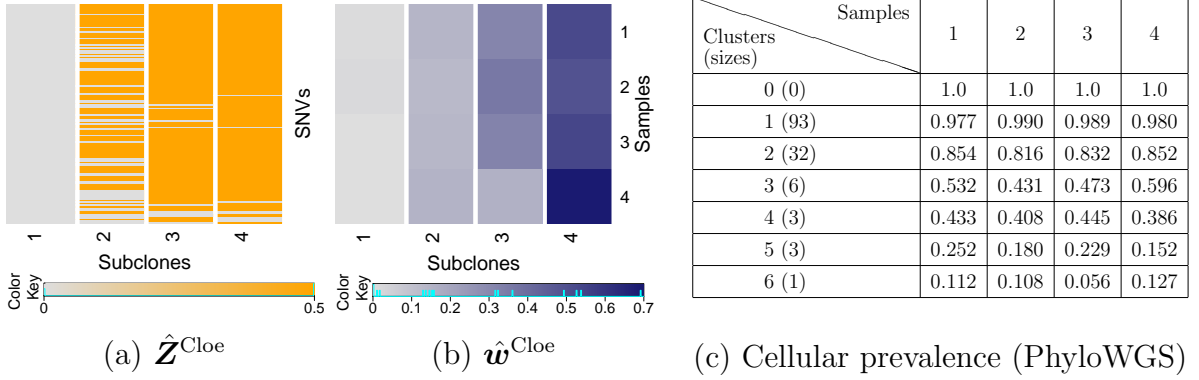 SNVs
1 2 3 4
Subclones
Color Key
0 0.5
(a) Ẑ^Cloe
1
2
3
4
Samples
1 2 3 4
Subclones
Color Key
0 0.1 0.2 0.3 0.4 0.5 0.6 0.7
(b) ŵ^Cloe
Samples
Clusters
(sizes)
1 2 3 4
0 (0) 1.0 1.0 1.0 1.0
1 (93) 0.977 0.990 0.989 0.980
2 (32) 0.854 0.816 0.832 0.852
3 (6) 0.532 0.431 0.473 0.596
4 (3) 0.433 0.408 0.445 0.386
5 (3) 0.252 0.180 0.229 0.152
6 (1) 0.112 0.108 0.056 0.127
(c) Cellular prevalence (PhyloWGS)